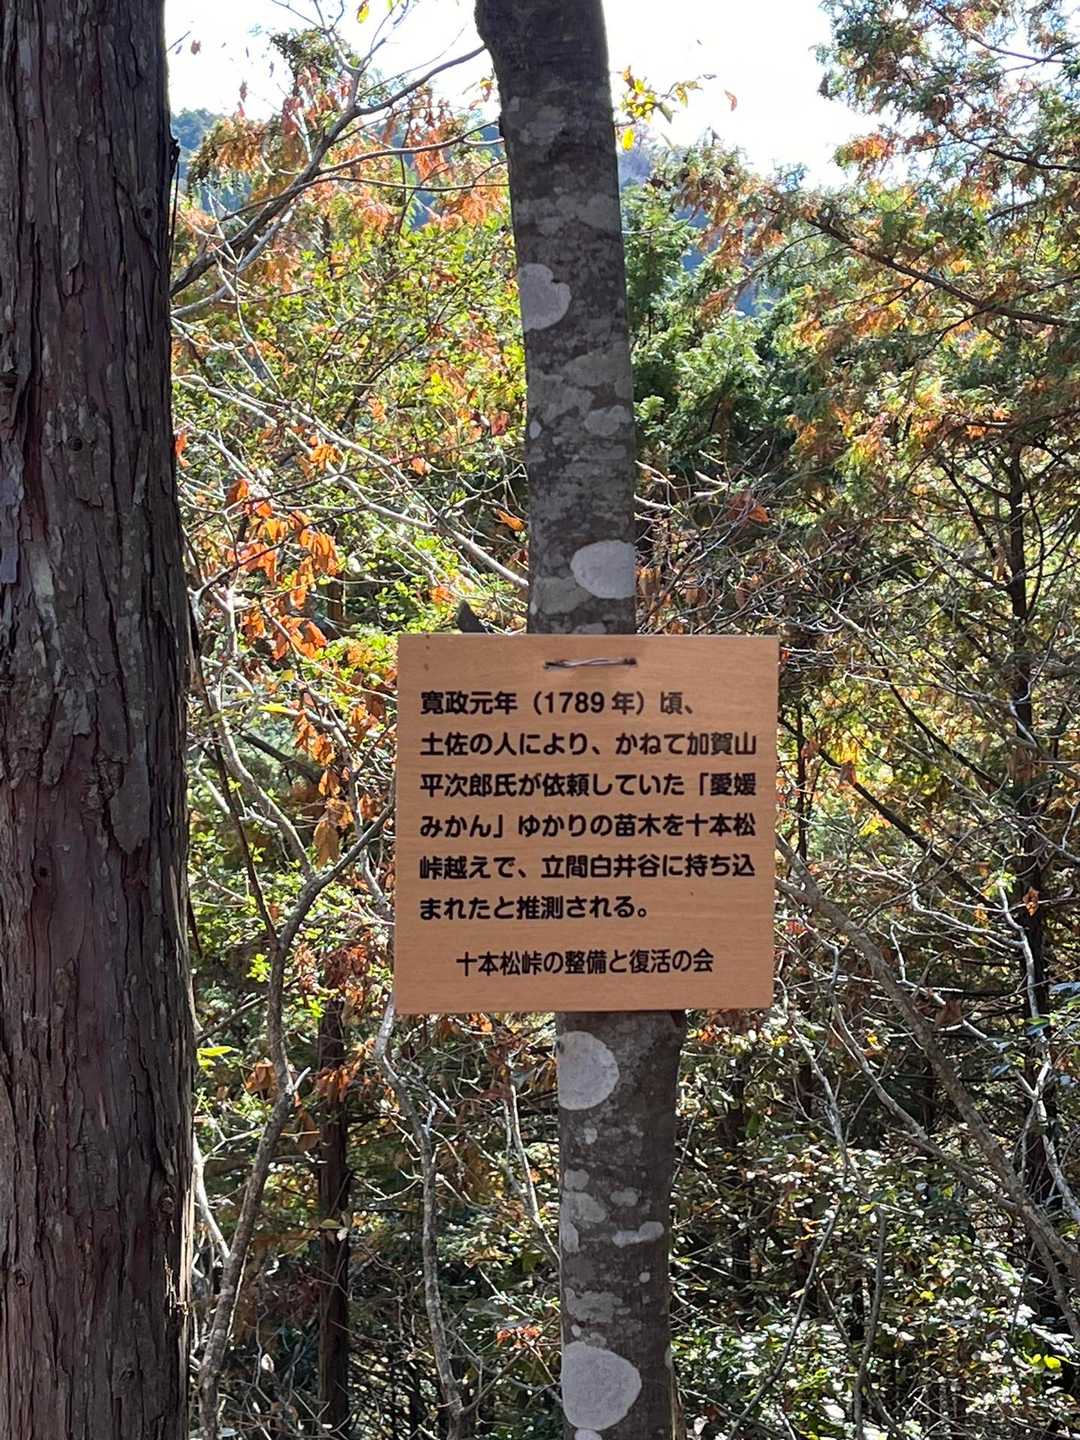 寛政元年（1789年）頃、
土佐の人により、かねて加賀山
平次郎氏が依頼していた「愛媛
みかん」ゆかりの苗木を十本松
峠越えで、立間白井谷に持ち込
まれたと推測される。
十本松峠の整備と復活の会